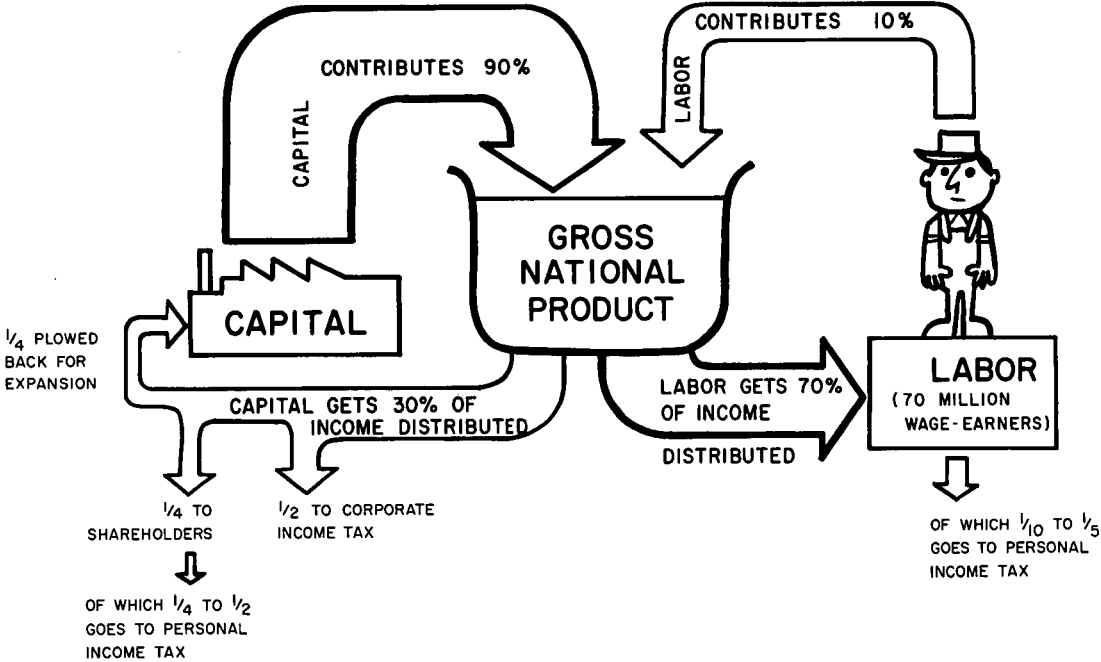 CONTRIBUTES 90%
CAPITAL
CONTRIBUTES 10%
LABOR
GROSS
NATIONAL
PRODUCT
CAPITAL
1/4 PLOWED
BACK FOR
EXPANSION
CAPITAL GETS 30% OF
INCOME DISTRIBUTED
1/4 TO
SHAREHOLDERS
1/2 TO CORPORATE
INCOME TAX
OF WHICH 1/4 TO 1/2
GOES TO PERSONAL
INCOME TAX
LABOR GETS 70%
OF INCOME
DISTRIBUTED
LABOR
(70 MILLION
WAGE-EARNERS)
OF WHICH 1/10 TO 1/5
GOES TO PERSONAL
INCOME TAX